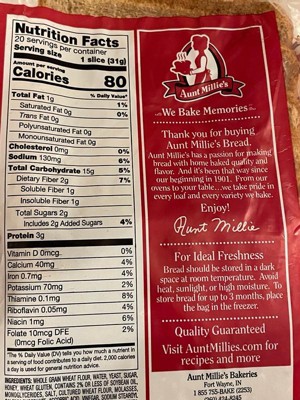 Nutrition Facts
20 servings per container
Serving size 1 slice (31g)
Amount per serving
Calories 80
% Daily Value*
Total Fat 1g 1%
Saturated Fat 0g 0%
Trans Fat 0g
Polyunsaturated Fat 0g
Monounsaturated Fat 0g
Cholesterol 0mg 0%
Sodium 130mg 6%
Total Carbohydrate 15g 5%
Dietary Fiber 2g 7%
Soluble Fiber 1g
Insoluble Fiber 1g
Total Sugars 2g
Includes 2g Added Sugars 4%
Protein 3g
Vitamin D 0mcg 0%
Calcium 40mg 4%
Iron 0.7mg 4%
Potassium 70mg 2%
Thiamine 0.1mg 8%
Riboflavin 0.05mg 4%
Niacin 1mg 6%
Folate 10mcg DFE 2%
(0mcg Folic Acid)
*The % Daily Value (DV) tells you how much a nutrient in
a serving of food contributes to a daily diet. 2,000 calories
a day is used for general nutrition advice.
INGREDIENTS: WHOLE GRAIN WHEAT FLOUR, WATER, YEAST, SUGAR,
HONEY, WHEAT GLUTEN, CONTAINS 2% OR LESS OF SOYBEAN OIL,
MONOGLYCERIDES, SALT, CULTURED WHEAT FLOUR, MOLASSES,
Aunt Millie's
We Bake Memories
Thank you for buying
Aunt Millie's Bread.
Aunt Millie's has a passion for making
bread with home baked quality and
flavor. And it's been that way since
our beginning in 1901. From our
ovens to your table...we take pride in
every loaf and every variety we bake.
Enjoy!
Aunt Millie
For Ideal Freshness
Bread should be stored in a dark
space at room temperature. Avoid
heat, sunlight, or high moisture. To
store bread for up to 3 months, place
the bag in the freezer.
Quality Guaranteed
Visit AuntMillies.com for
recipes and more
Aunt Millie's Bakeries
Fort Wayne, IN
1 855 755-BAKE (2253)